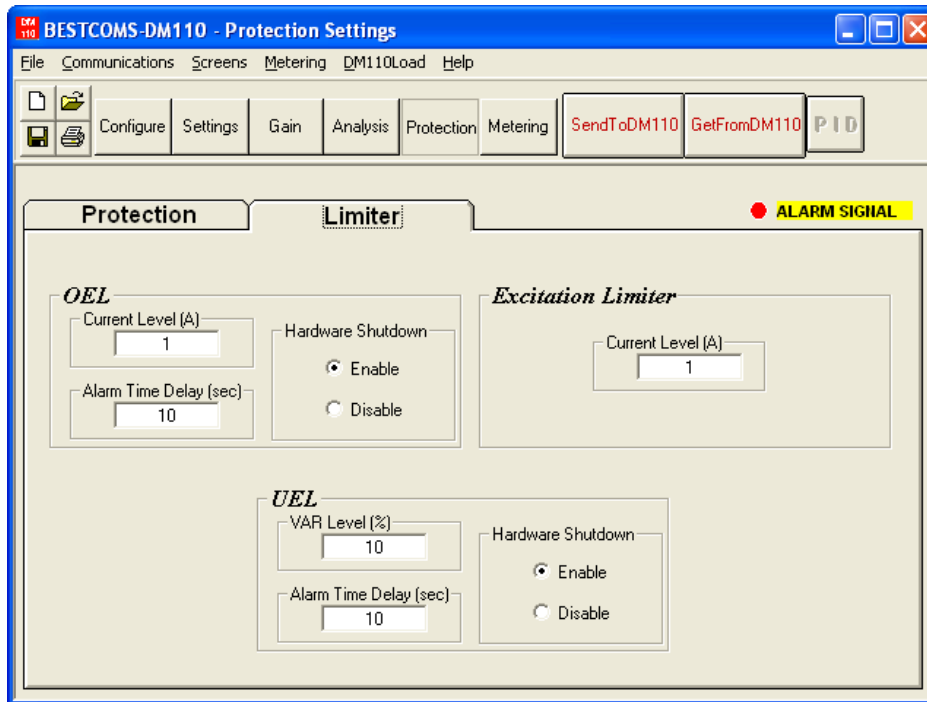 DM 110
BESTCOMS-DM110 - Protection Settings
File Communications Screens Metering DM110Load Help
Configure Settings Gain Analysis Protection Metering SendToDM110 GetFromDM110 PID
Protection Limiter ALARM SIGNAL
OEL
Current Level (A)
1
Alarm Time Delay (sec)
10
Hardware Shutdown
Enable
Disable
Excitation Limiter
Current Level (A)
1
UEL
VAR Level (%)
10
Alarm Time Delay (sec)
10
Hardware Shutdown
Enable
Disable